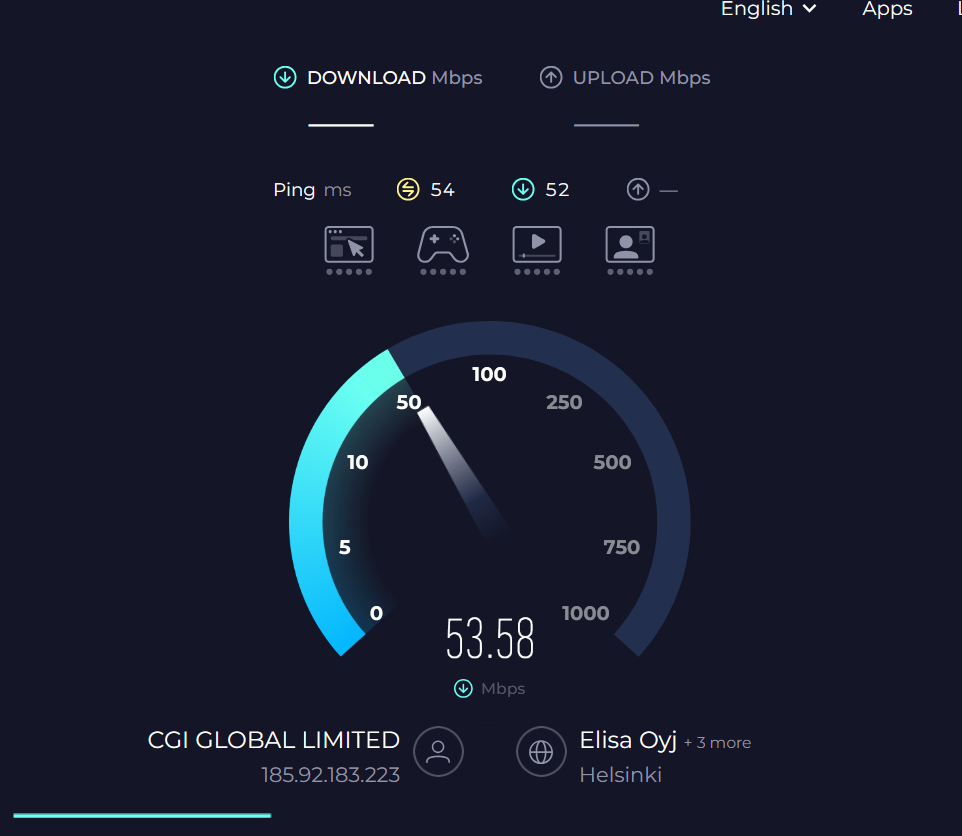 English Apps
DOWNLOAD Mbps UPLOAD Mbps
Ping ms 54 52 —
100
50 250
10 500
5 750
0 1000
53.58
Mbps
CGI GLOBAL LIMITED Elisa Oyj + 3 more
185.92.183.223 Helsinki